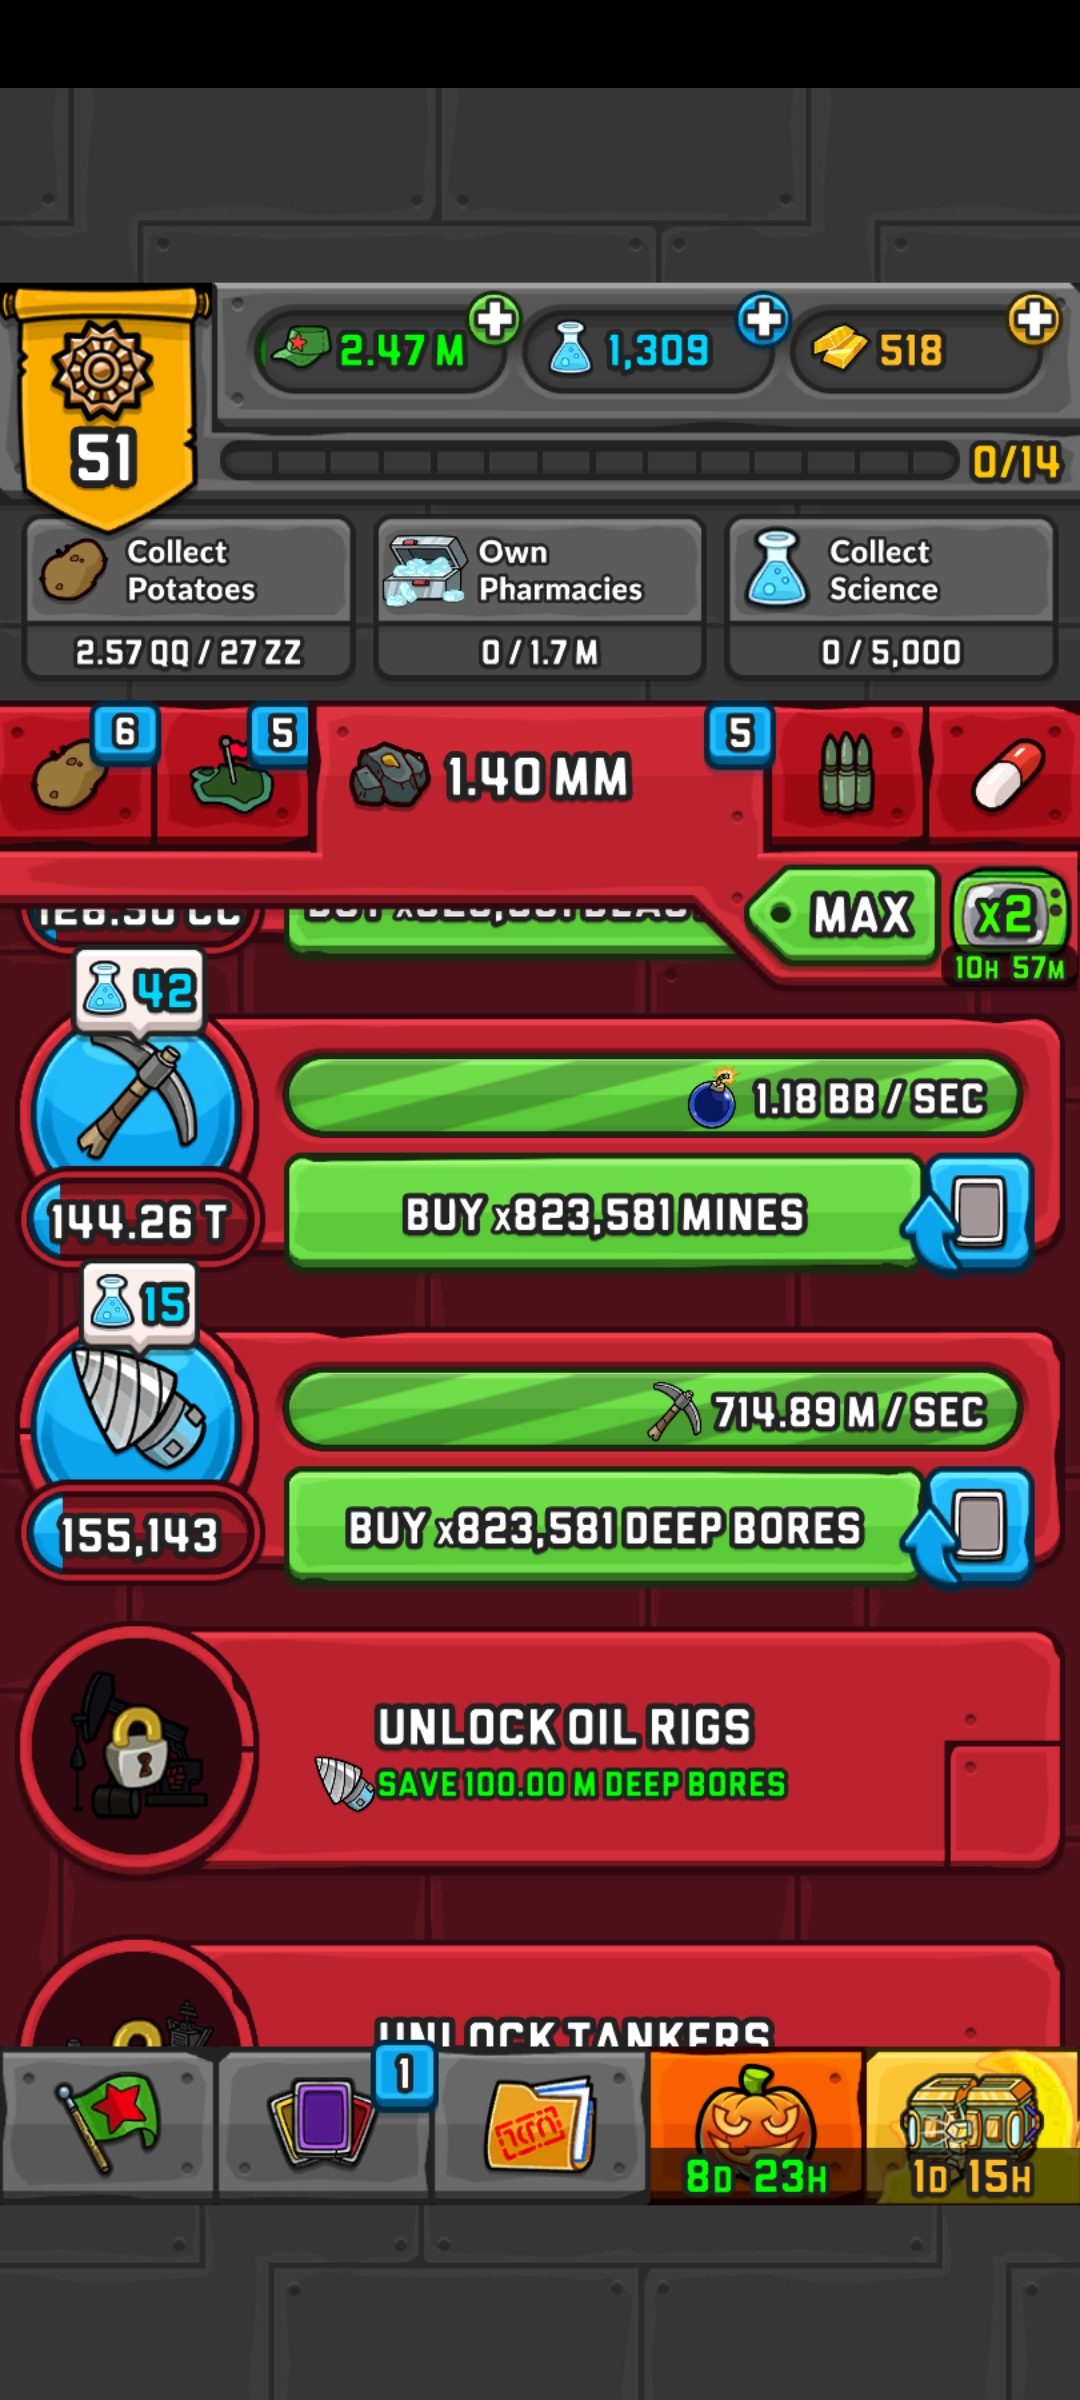 2.47 M
1,309
518
51
0/14
Collect
Potatoes
2.57 QQ / 27 ZZ
Own
Pharmacies
0 / 1.7 M
Collect
Science
0 / 5,000
6
5
1.40 MM
5
MAX
x2
10H 57M
42
1.18 BB / SEC
144.26 T
BUY x823,581 MINES
15
714.89 M / SEC
155,143
BUY x823,581 DEEP BORES
UNLOCK OIL RIGS
SAVE 100.00 M DEEP BORES
UNLOCK TANKERS
1
8D 23H
1D 15H